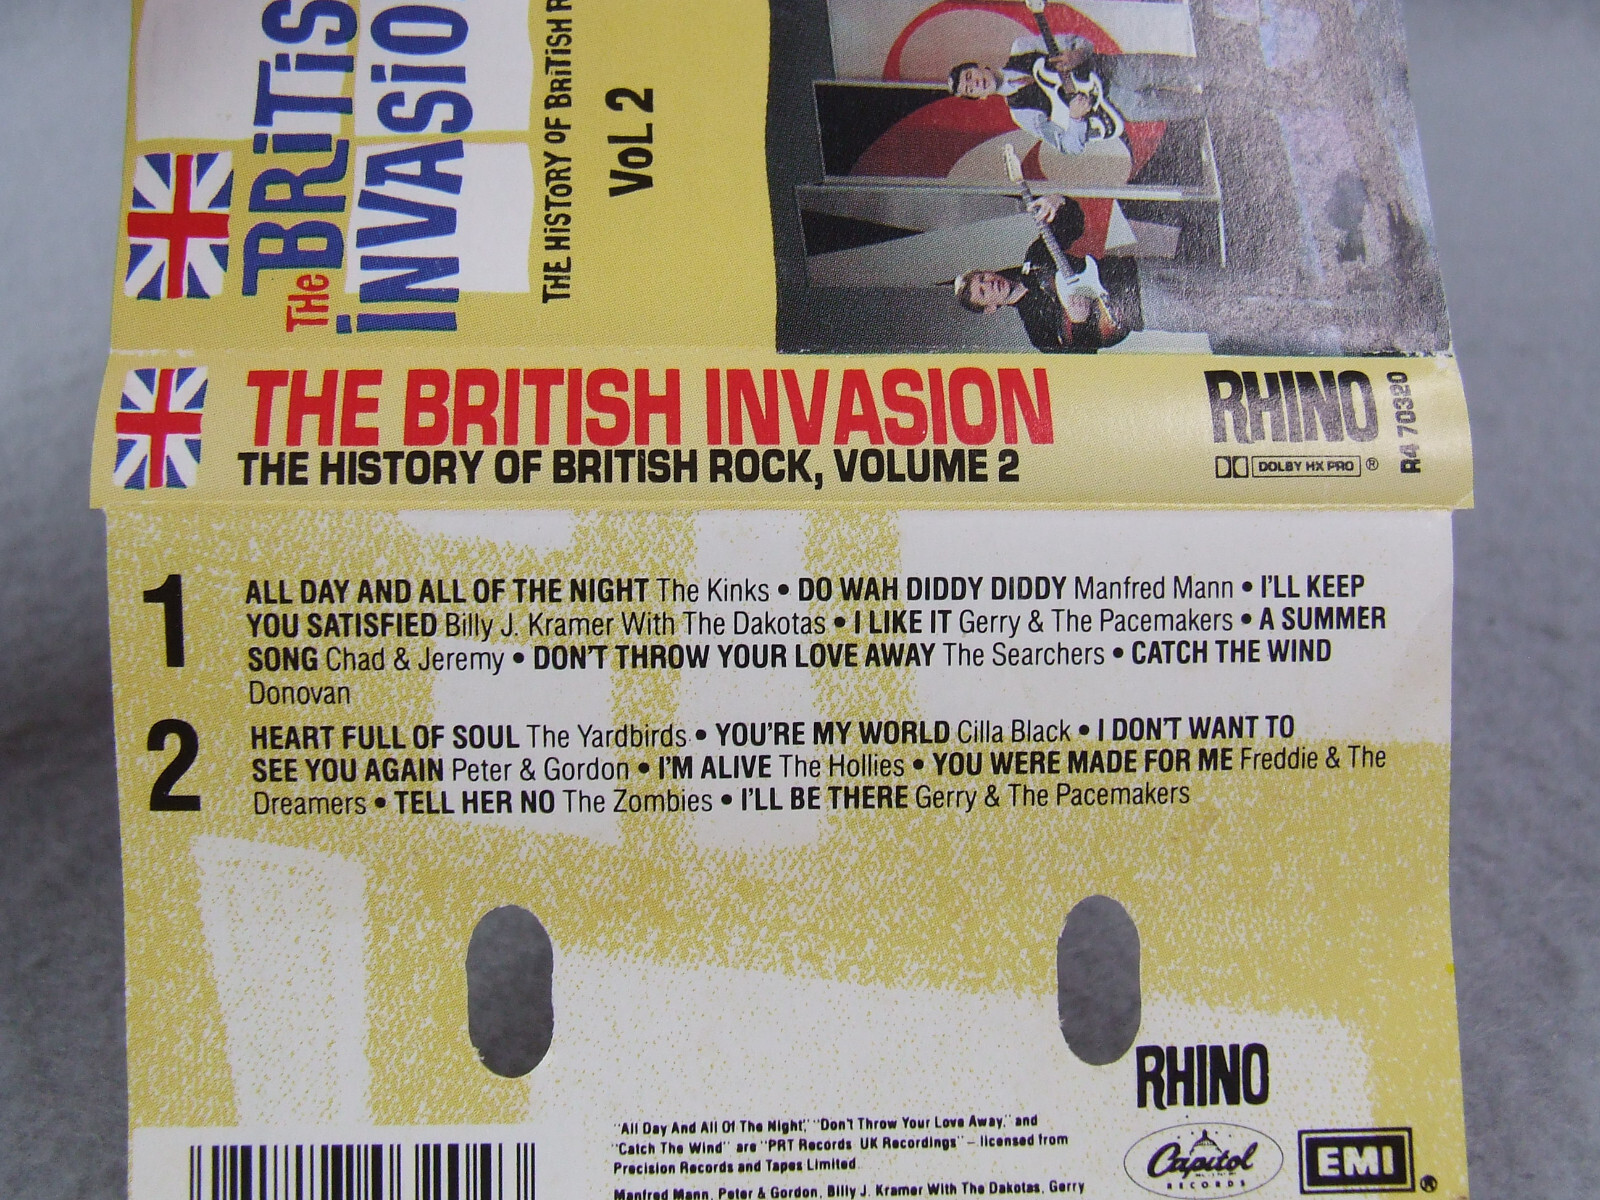 THE BRiTiS
iNVASiO
THE HiSTORY OF BRiTiSH R
VoL 2
THE BRITISH INVASION
THE HISTORY OF BRITISH ROCK, VOLUME 2
RHINO
DOLBY HX PRO ®
R4 70320
1
ALL DAY AND ALL OF THE NIGHT The Kinks • DO WAH DIDDY DIDDY Manfred Mann • I'LL KEEP
YOU SATISFIED Billy J. Kramer With The Dakotas • I LIKE IT Gerry & The Pacemakers • A SUMMER
SONG Chad & Jeremy • DON'T THROW YOUR LOVE AWAY The Searchers • CATCH THE WIND
Donovan
2
HEART FULL OF SOUL The Yardbirds • YOU'RE MY WORLD Cilla Black • I DON'T WANT TO
SEE YOU AGAIN Peter & Gordon • I'M ALIVE The Hollies • YOU WERE MADE FOR ME Freddie & The
Dreamers • TELL HER NO The Zombies • I'LL BE THERE Gerry & The Pacemakers
RHINO
"All Day And All Of The Night," "Don't Throw Your Love Away," and
"Catch The Wind" are "PRT Records UK Recordings" – licensed from
Precision Records and Tapes Limited
Manfred Mann, Peter & Gordon, Billy J. Kramer With The Dakotas, Gerry
Capitol
RECORDS
EMI ®